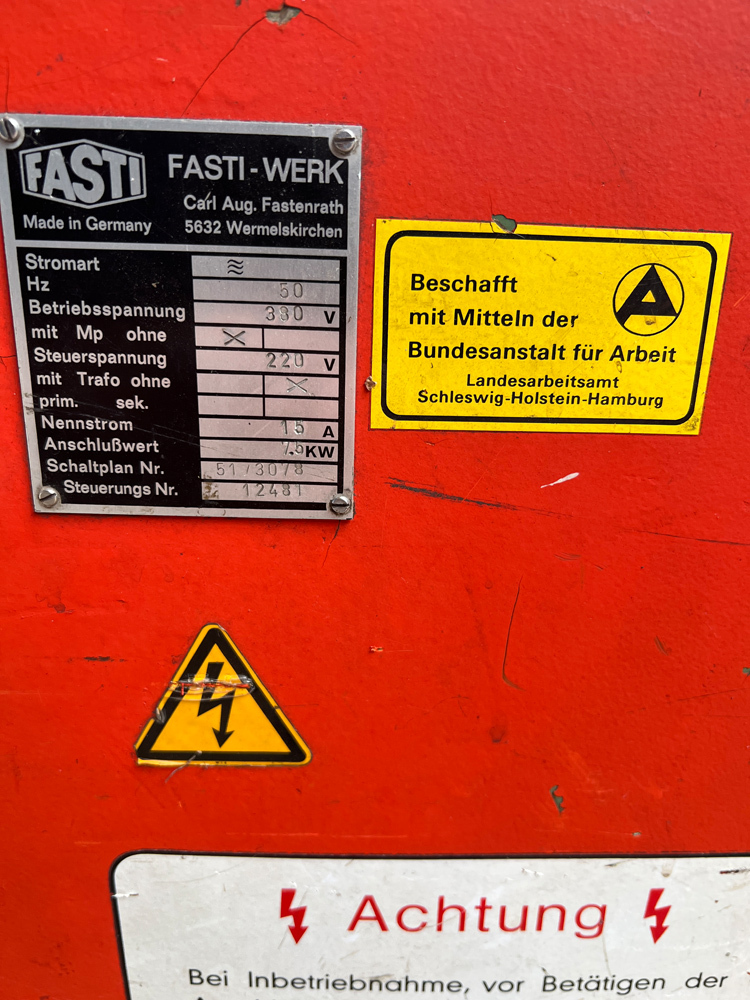 FASTI
FASTI-WERK
Made in Germany
Carl Aug. Fastenrath
5632 Wermelskirchen
Stromart ≋
Hz 50
Betriebsspannung 380 V
mit Mp ohne X
Steuerspannung 220 V
mit Trafo ohne X
prim. sek.
Nennstrom 15 A
Anschlußwert 7.5 KW
Schaltplan Nr. 51/3078
Steuerungs Nr. 12481
Beschafft
mit Mitteln der
Bundesanstalt für Arbeit
Landesarbeitsamt
Schleswig-Holstein-Hamburg
Achtung
Bei Inbetriebnahme, vor Betätigen der